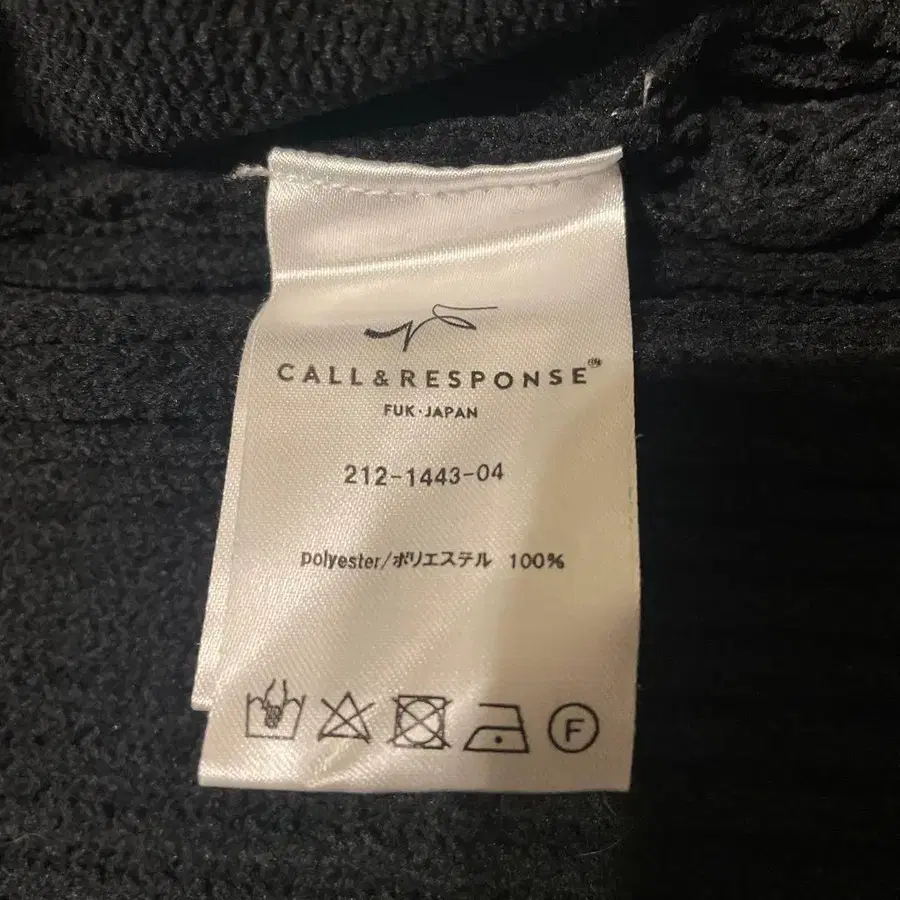 CALL & RESPONSE
FUK·JAPAN
212-1443-04
polyester/ポリエステル 100%
F